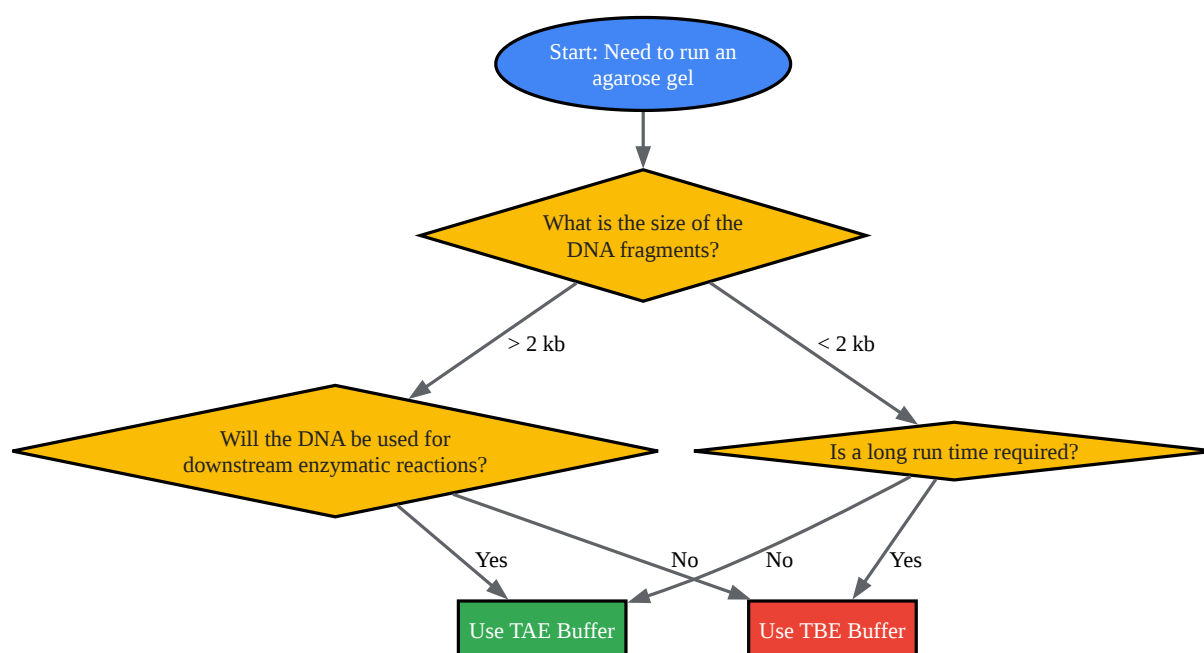 Start: Need to run an
agarose gel
What is the size of the
DNA fragments?
> 2 kb
< 2 kb
Will the DNA be used for
downstream enzymatic reactions?
Is a long run time required?
Yes
No
No
Yes
Use TAE Buffer
Use TBE Buffer